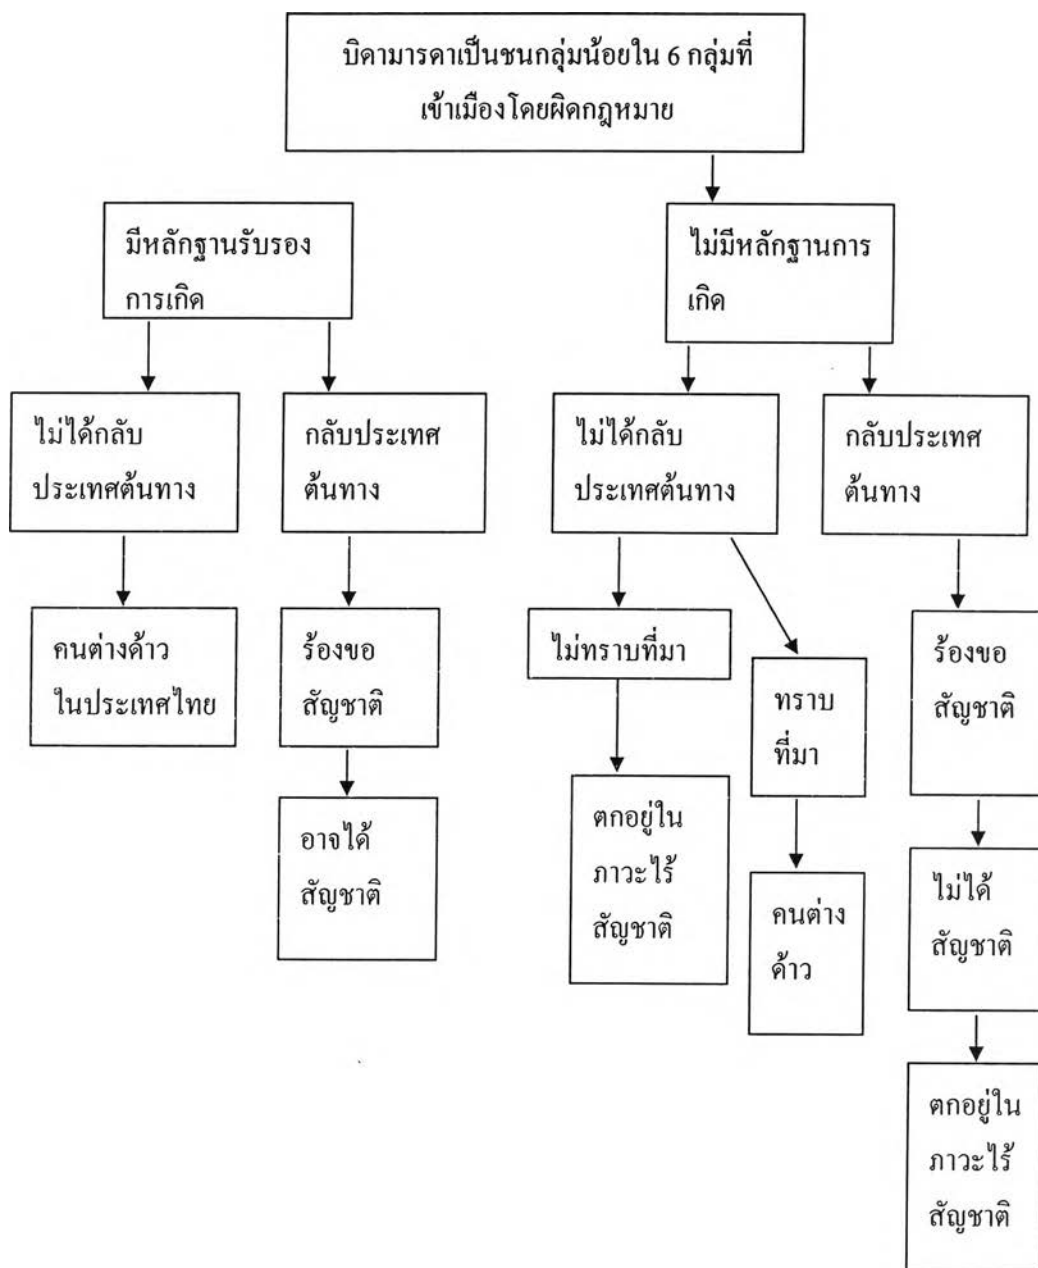 บิดามารดาเป็นชนกลุ่มน้อยใน 6 กลุ่มที่
เข้าเมืองโดยผิดกฎหมาย
มีหลักฐานรับรอง
การเกิด
ไม่มีหลักฐานการ
เกิด
ไม่ได้กลับ
ประเทศต้นทาง
กลับประเทศ
ต้นทาง
ไม่ได้กลับ
ประเทศต้นทาง
กลับประเทศ
ต้นทาง
คนต่างด้าว
ในประเทศไทย
ร้องขอ
สัญชาติ
ไม่ทราบที่มา
ทราบ
ที่มา
ร้องขอ
สัญชาติ
อาจได้
สัญชาติ
ตกอยู่ใน
ภาวะไร้
สัญชาติ
คนต่าง
ด้าว
ไม่ได้
สัญชาติ
ตกอยู่ใน
ภาวะไร้
สัญชาติ